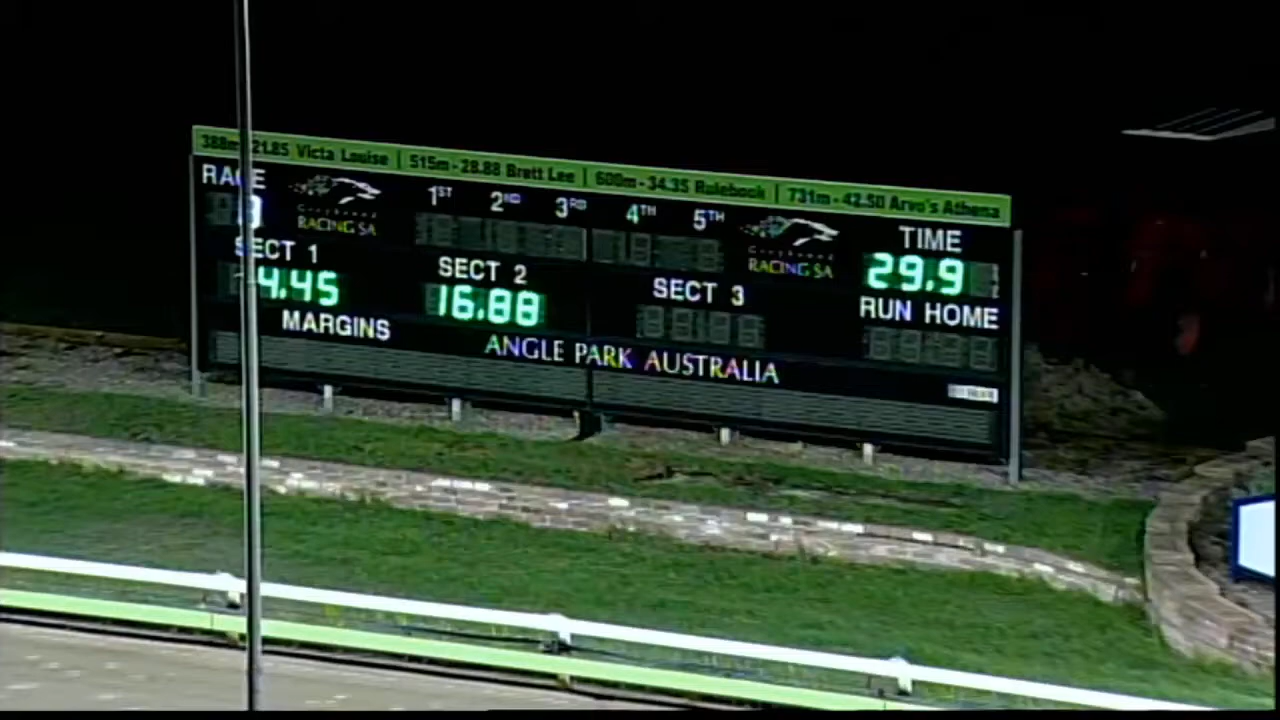 388m-21.85 Victa Louise | 515m-28.88 Brett Lee | 600m-34.35 Rulebook | 731m-42.50 Arvo's Athena
RACE
Greyhound
RACING SA
1ST 2ND 3RD 4TH 5TH
Greyhound
RACING SA
TIME
29.9
SECT 1
4.45
SECT 2
16.88
SECT 3
RUN HOME
MARGINS
ANGLE PARK AUSTRALIA